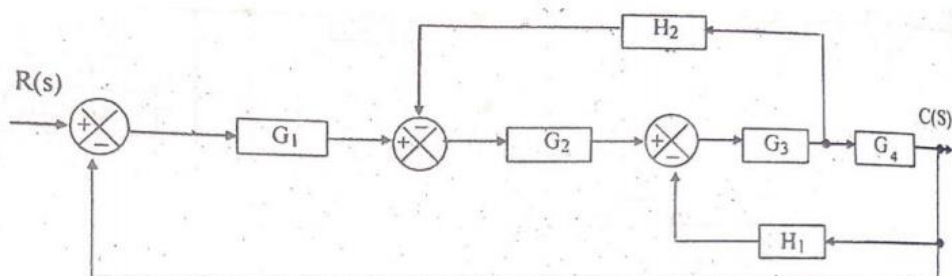 H₂
R(s)
C(S)
+
−
G₁
−
+
G₂
+
−
G₃
G₄
H₁